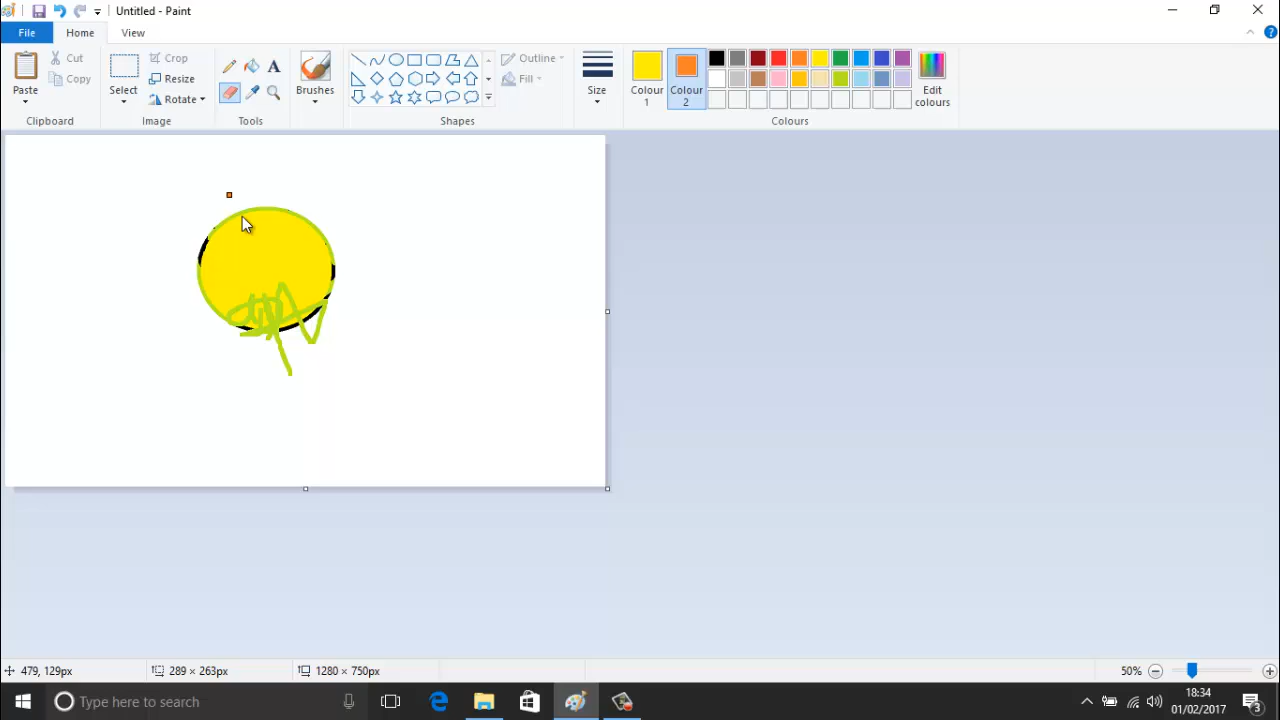 Untitled - Paint
File
Home
View
Paste
Cut
Copy
Clipboard
Select
Crop
Resize
Rotate
Image
A
Tools
Brushes
Outline
Fill
Shapes
Size
Colour
1
Colour
2
Edit
colours
Colours
479, 129px
289 × 263px
1280 × 750px
50%
Type here to search
18:34
01/02/2017
3